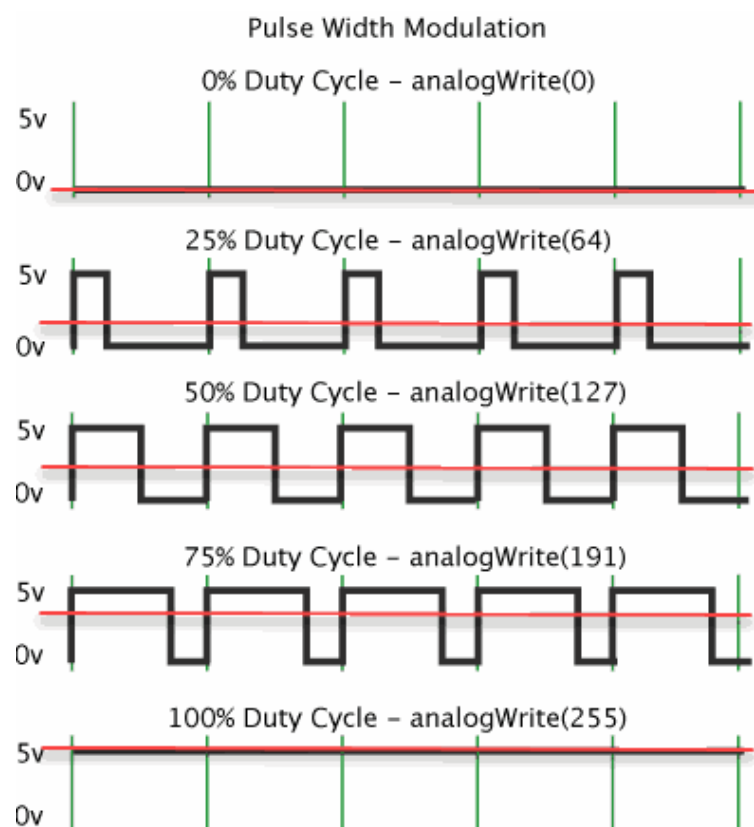 Pulse Width Modulation
0% Duty Cycle – analogWrite(0)
5v
0v
25% Duty Cycle – analogWrite(64)
5v
0v
50% Duty Cycle – analogWrite(127)
5v
0v
75% Duty Cycle – analogWrite(191)
5v
0v
100% Duty Cycle – analogWrite(255)
5v
0v